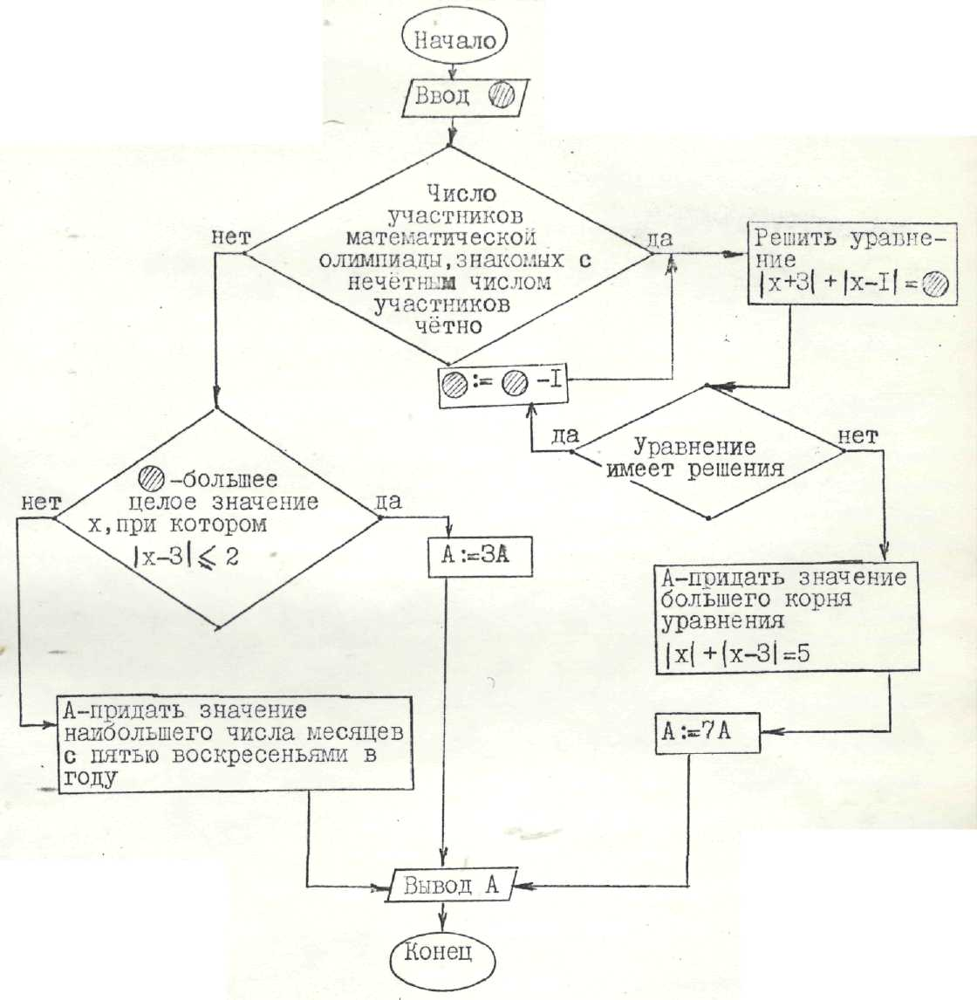 Начало
Ввод
Число
участников
математической
олимпиады, знакомых с
нечётным числом
участников
чётно
нет
да
Решить уравне-
ние
|x+3| + |x-I| =
:= -I
да
нет
Уравнение
имеет решения
-большее
целое значение
x, при котором
|x-3| ⩽ 2
нет
да
A:=3A
A-придать значение
большего корня
уравнения
|x| + |x-3| =5
A-придать значение
наибольшего числа месяцев
с пятью воскресеньями в
году
A:=7A
Вывод A
Конец